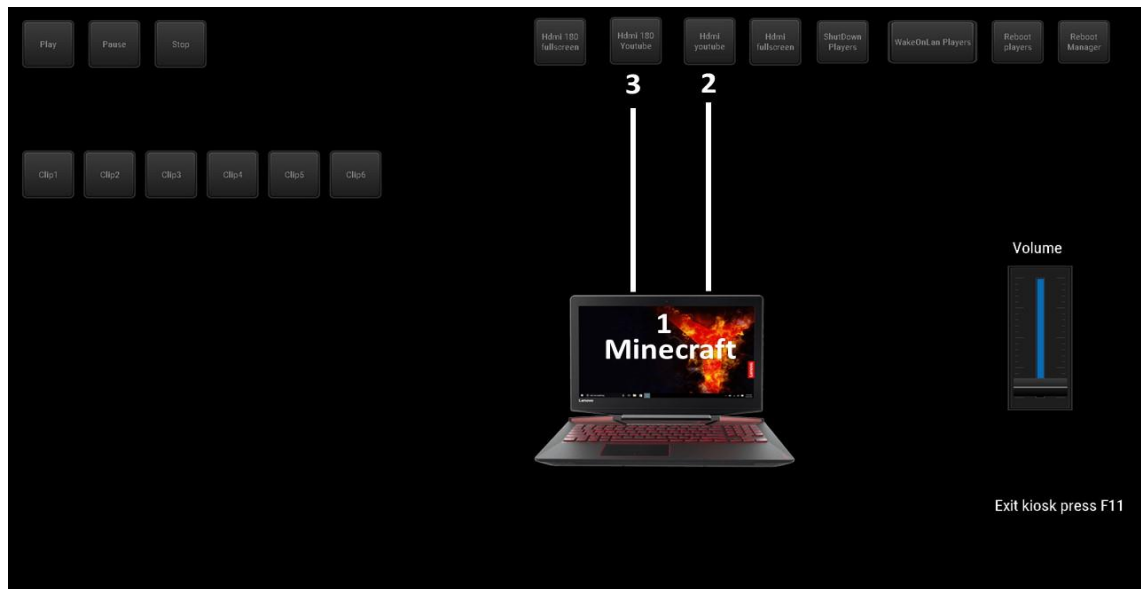 Play
Pause
Stop
Hdmi 180
fullscreen
Hdmi 180
Youtube
Hdmi
youtube
Hdmi
fullscreen
ShutDown
Players
WakeOnLan Players
Reboot
players
Reboot
Manager
3
2
Clip1
Clip2
Clip3
Clip4
Clip5
Clip6
Volume
1
Minecraft
Lenovo
Exit kiosk press F11